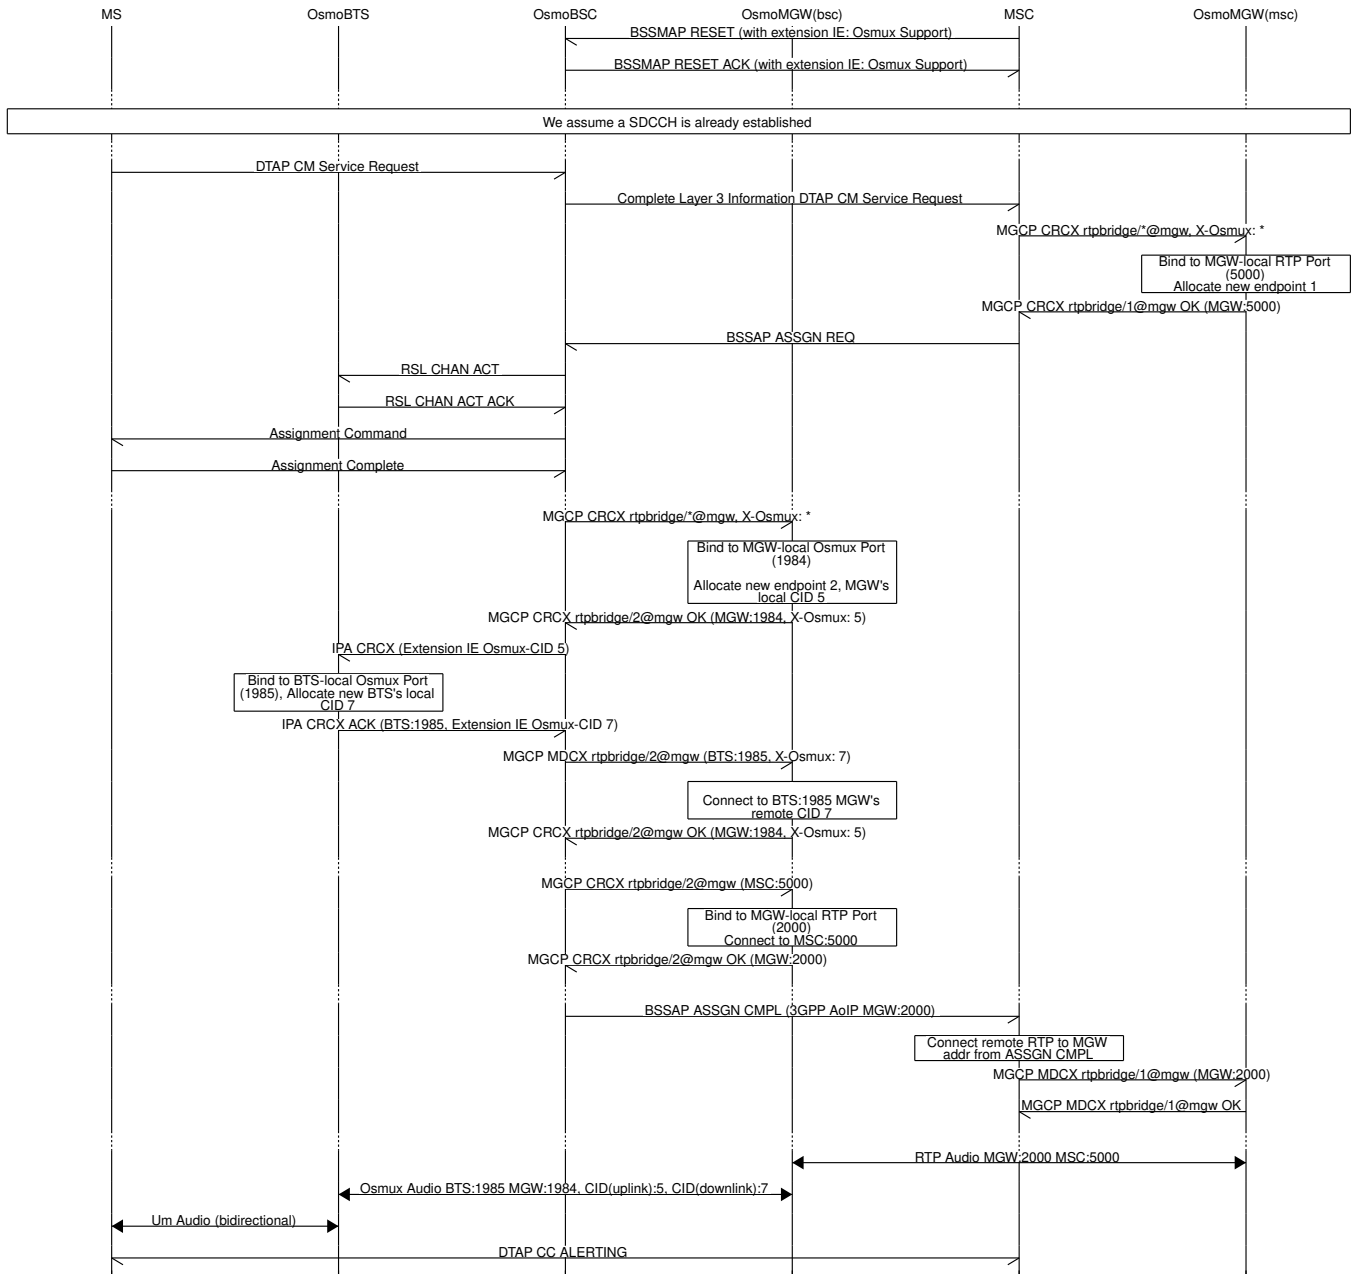 MS OsmoBTS OsmoBSC OsmoMGW(bsc) MSC OsmoMGW(msc)
BSSMAP RESET (with extension IE: Osmux Support)
BSSMAP RESET ACK (with extension IE: Osmux Support)
We assume a SDCCH is already established
DTAP CM Service Request
Complete Layer 3 Information DTAP CM Service Request
MGCP CRCX rtpbridge/*@mgw, X-Osmux: *
Bind to MGW-local RTP Port
(5000)
Allocate new endpoint 1
MGCP CRCX rtpbridge/1@mgw OK (MGW:5000)
BSSAP ASSGN REQ
RSL CHAN ACT
RSL CHAN ACT ACK
Assignment Command
Assignment Complete
MGCP CRCX rtpbridge/*@mgw, X-Osmux: *
Bind to MGW-local Osmux Port
(1984)
Allocate new endpoint 2, MGW's
local CID 5
MGCP CRCX rtpbridge/2@mgw OK (MGW:1984, X-Osmux: 5)
IPA CRCX (Extension IE Osmux-CID 5)
Bind to BTS-local Osmux Port
(1985), Allocate new BTS's local
CID 7
IPA CRCX ACK (BTS:1985, Extension IE Osmux-CID 7)
MGCP MDCX rtpbridge/2@mgw (BTS:1985, X-Osmux: 7)
Connect to BTS:1985 MGW's
remote CID 7
MGCP CRCX rtpbridge/2@mgw OK (MGW:1984, X-Osmux: 5)
MGCP CRCX rtpbridge/2@mgw (MSC:5000)
Bind to MGW-local RTP Port
(2000)
Connect to MSC:5000
MGCP CRCX rtpbridge/2@mgw OK (MGW:2000)
BSSAP ASSGN CMPL (3GPP AoIP MGW:2000)
Connect remote RTP to MGW
addr from ASSGN CMPL
MGCP MDCX rtpbridge/1@mgw (MGW:2000)
MGCP MDCX rtpbridge/1@mgw OK
RTP Audio MGW:2000 MSC:5000
Osmux Audio BTS:1985 MGW:1984, CID(uplink):5, CID(downlink):7
Um Audio (bidirectional)
DTAP CC ALERTING